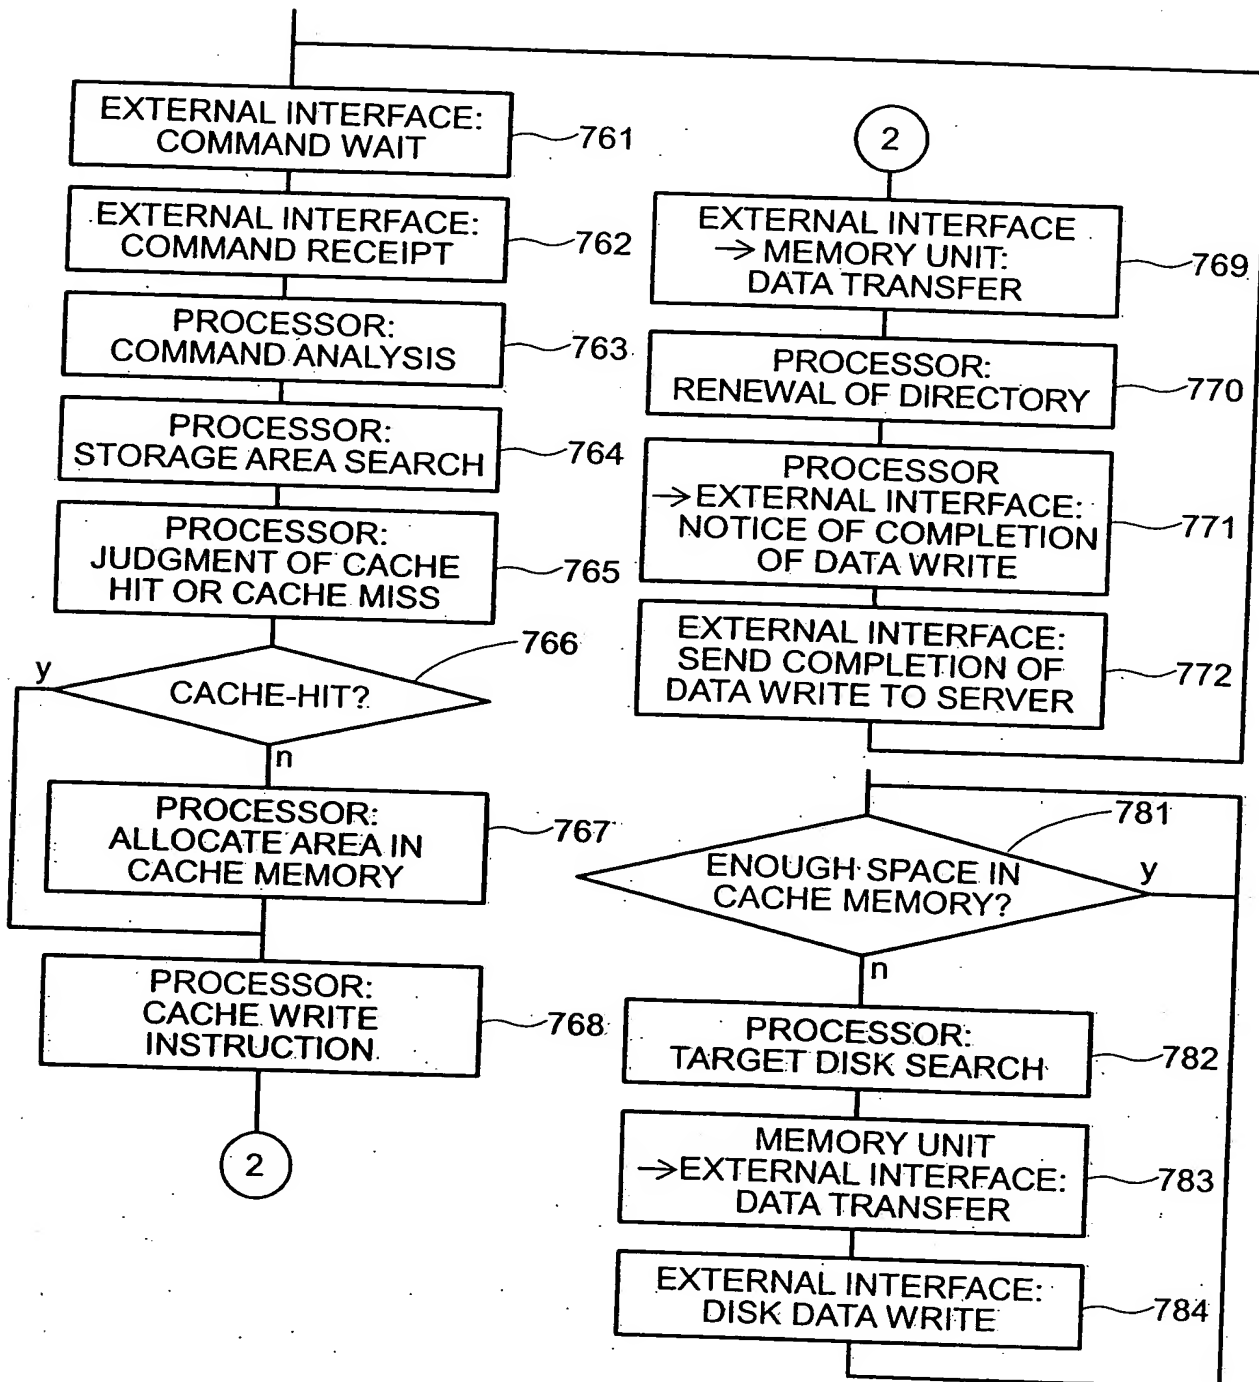 EXTERNAL INTERFACE:
COMMAND WAIT
761
EXTERNAL INTERFACE:
COMMAND RECEIPT
762
PROCESSOR:
COMMAND ANALYSIS
763
PROCESSOR:
STORAGE AREA SEARCH
764
PROCESSOR:
JUDGMENT OF CACHE
HIT OR CACHE MISS
765
766
y
CACHE-HIT?
n
PROCESSOR:
ALLOCATE AREA IN
CACHE MEMORY
767
PROCESSOR:
CACHE WRITE
INSTRUCTION
768
2
2
EXTERNAL INTERFACE
→ MEMORY UNIT:
DATA TRANSFER
769
PROCESSOR:
RENEWAL OF DIRECTORY
770
PROCESSOR
→ EXTERNAL INTERFACE:
NOTICE OF COMPLETION
OF DATA WRITE
771
EXTERNAL INTERFACE:
SEND COMPLETION OF
DATA WRITE TO SERVER
772
781
ENOUGH SPACE IN
CACHE MEMORY?
y
n
PROCESSOR:
TARGET DISK SEARCH
782
MEMORY UNIT
→ EXTERNAL INTERFACE:
DATA TRANSFER
783
EXTERNAL INTERFACE:
DISK DATA WRITE
784